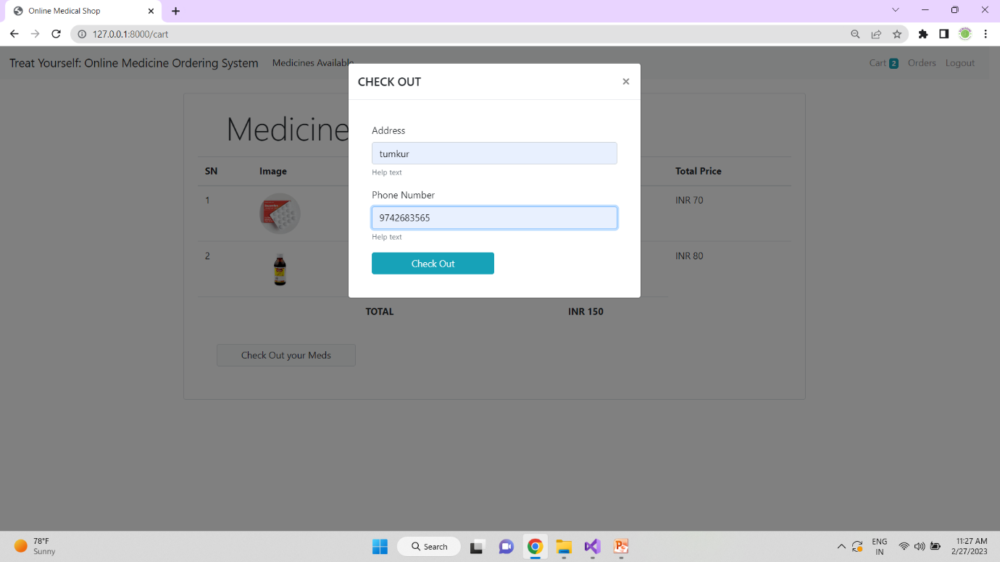 Online Medical Shop
127.0.0.1:8000/cart
Treat Yourself: Online Medicine Ordering System Medicines Available Cart 2 Orders Logout
CHECK OUT
Medicine
Address
tumkur
Help text
SN Image Total Price
Phone Number
1 INR 70
9742683565
Help text
2 INR 80
Check Out
TOTAL INR 150
Check Out your Meds
78°F
Sunny
Search
ENG
IN
11:27 AM
2/27/2023